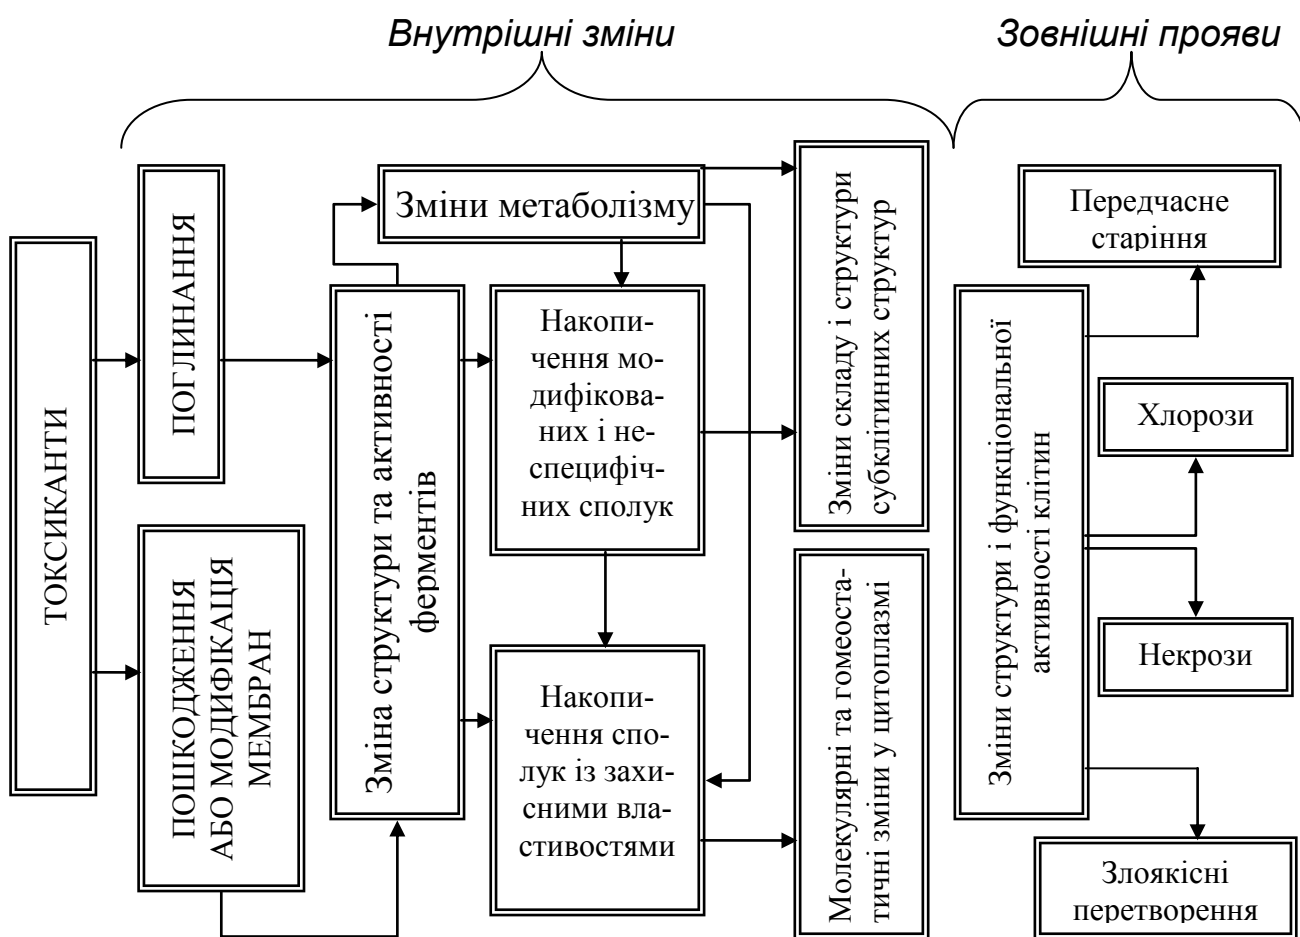 Внутрішні зміни
Зовнішні прояви
ТОКСИКАНТИ
ПОГЛИНАННЯ
ПОШКОДЖЕННЯ
АБО МОДИФІКАЦІЯ
МЕМБРАН
Зміна структури та активності
ферментів
Зміни метаболізму
Накопи-
чення мо-
дифікова-
них і не-
специфіч-
них сполук
Накопи-
чення спо-
лук із захи-
сними вла-
стивостями
Зміни складу і структури
субклітинних структур
Молекулярні та гомеоста-
тичні зміни у цитоплазмі
Зміни структури і функціональної
активності клітин
Передчасне
старіння
Хлорози
Некрози
Злоякісні
перетворення